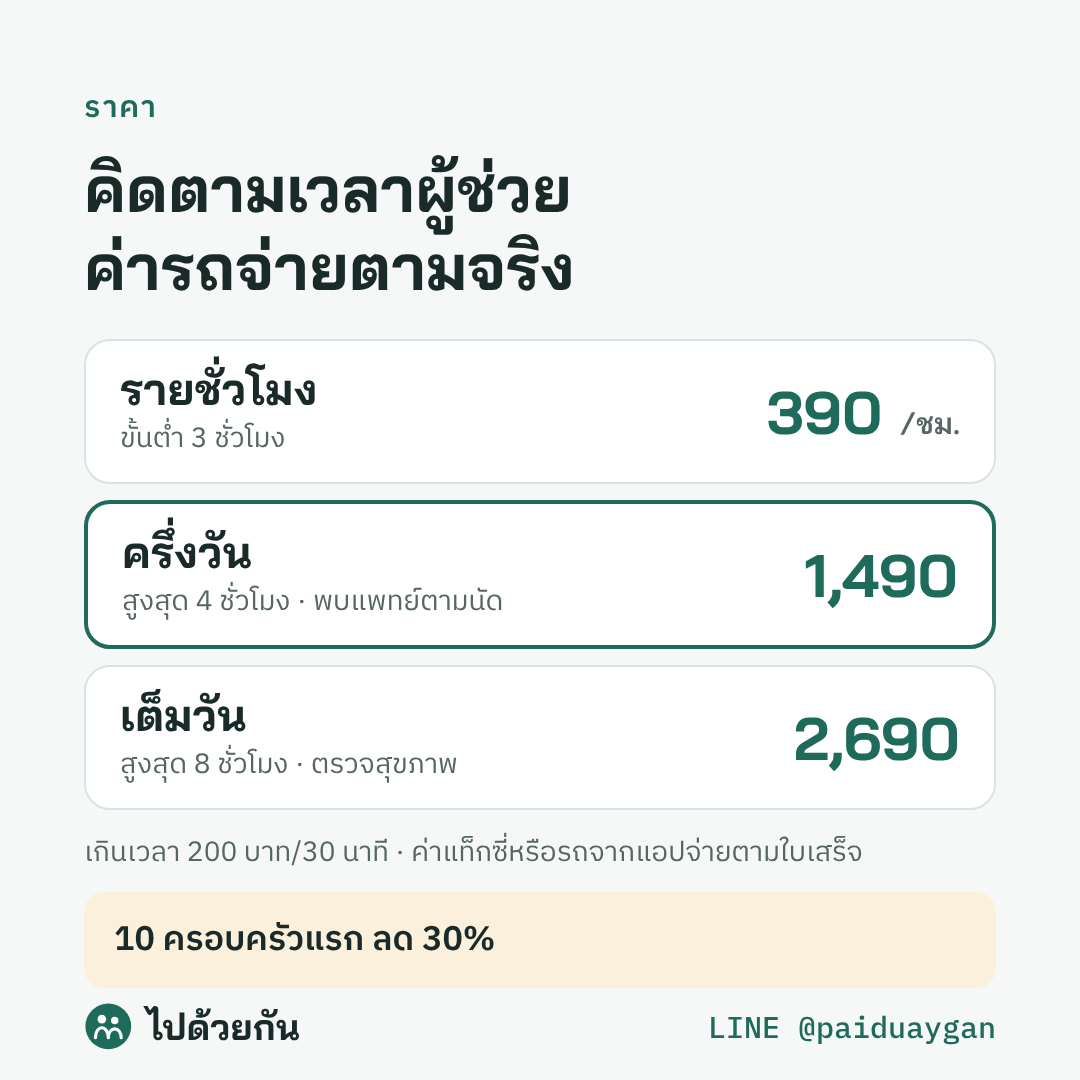 ราคา
คิดตามเวลาผู้ช่วย
ค่ารถจ่ายตามจริง
รายชั่วโมง
ขั้นต่ำ 3 ชั่วโมง
390 /ชม.
ครึ่งวัน
สูงสุด 4 ชั่วโมง · พบแพทย์ตามนัด
1,490
เต็มวัน
สูงสุด 8 ชั่วโมง · ตรวจสุขภาพ
2,690
เกินเวลา 200 บาท/30 นาที · ค่าแท็กซี่หรือรถจากแอปจ่ายตามใบเสร็จ
10 ครอบครัวแรก ลด 30%
ไปด้วยกัน
LINE @paiduaygan